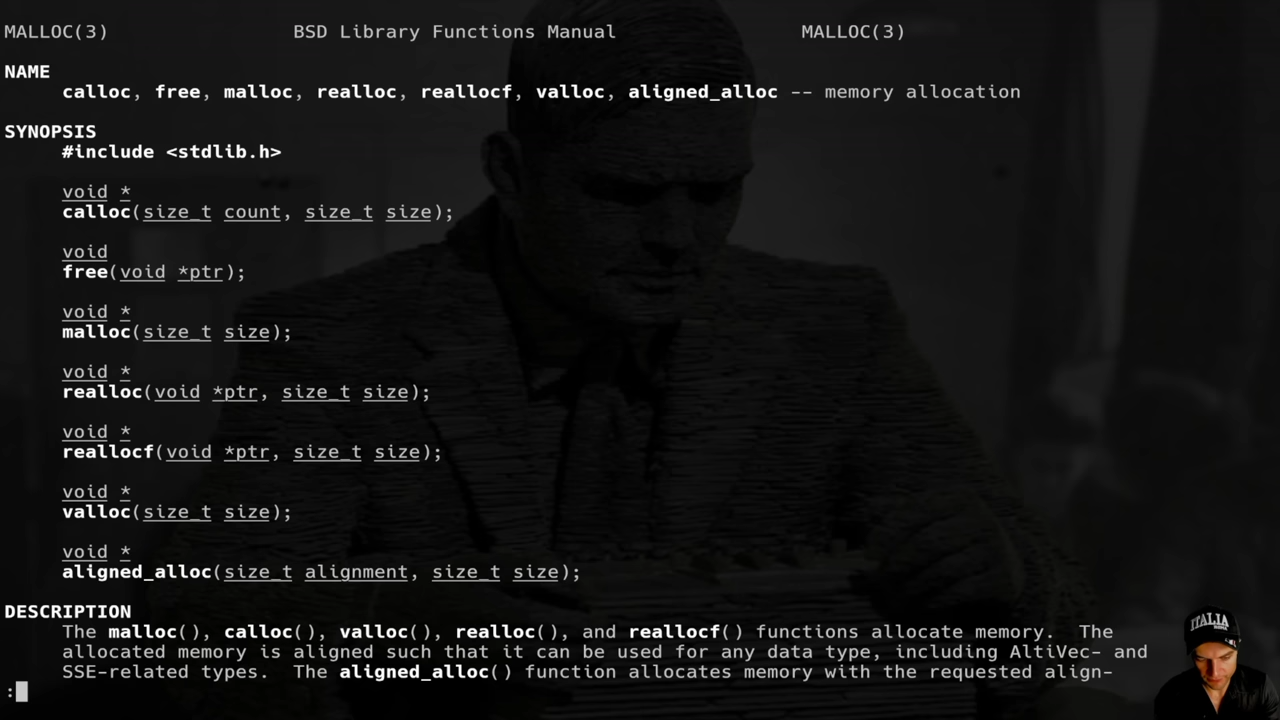 MALLOC(3) BSD Library Functions Manual MALLOC(3)
NAME
calloc, free, malloc, realloc, reallocf, valloc, aligned_alloc -- memory allocation
SYNOPSIS
#include <stdlib.h>
void *
calloc(size_t count, size_t size);
void
free(void *ptr);
void *
malloc(size_t size);
void *
realloc(void *ptr, size_t size);
void *
reallocf(void *ptr, size_t size);
void *
valloc(size_t size);
void *
aligned_alloc(size_t alignment, size_t size);
DESCRIPTION
The malloc(), calloc(), valloc(), realloc(), and reallocf() functions allocate memory. The
allocated memory is aligned such that it can be used for any data type, including AltiVec- and
SSE-related types. The aligned_alloc() function allocates memory with the requested align-
:
ITALIA